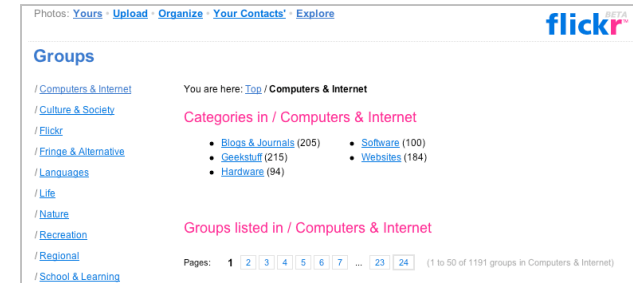 Photos: Yours • Upload • Organize • Your Contacts' • Explore
flickr™ BETA
Groups
/ Computers & Internet
/ Culture & Society
/ Flickr
/ Fringe & Alternative
/ Languages
/ Life
/ Nature
/ Recreation
/ Regional
/ School & Learning
You are here: Top / Computers & Internet
Categories in / Computers & Internet
• Blogs & Journals (205)
• Geekstuff (215)
• Hardware (94)
• Software (100)
• Websites (184)
Groups listed in / Computers & Internet
Pages: 1 2 3 4 5 6 7 ... 23 24 (1 to 50 of 1191 groups in Computers & Internet)